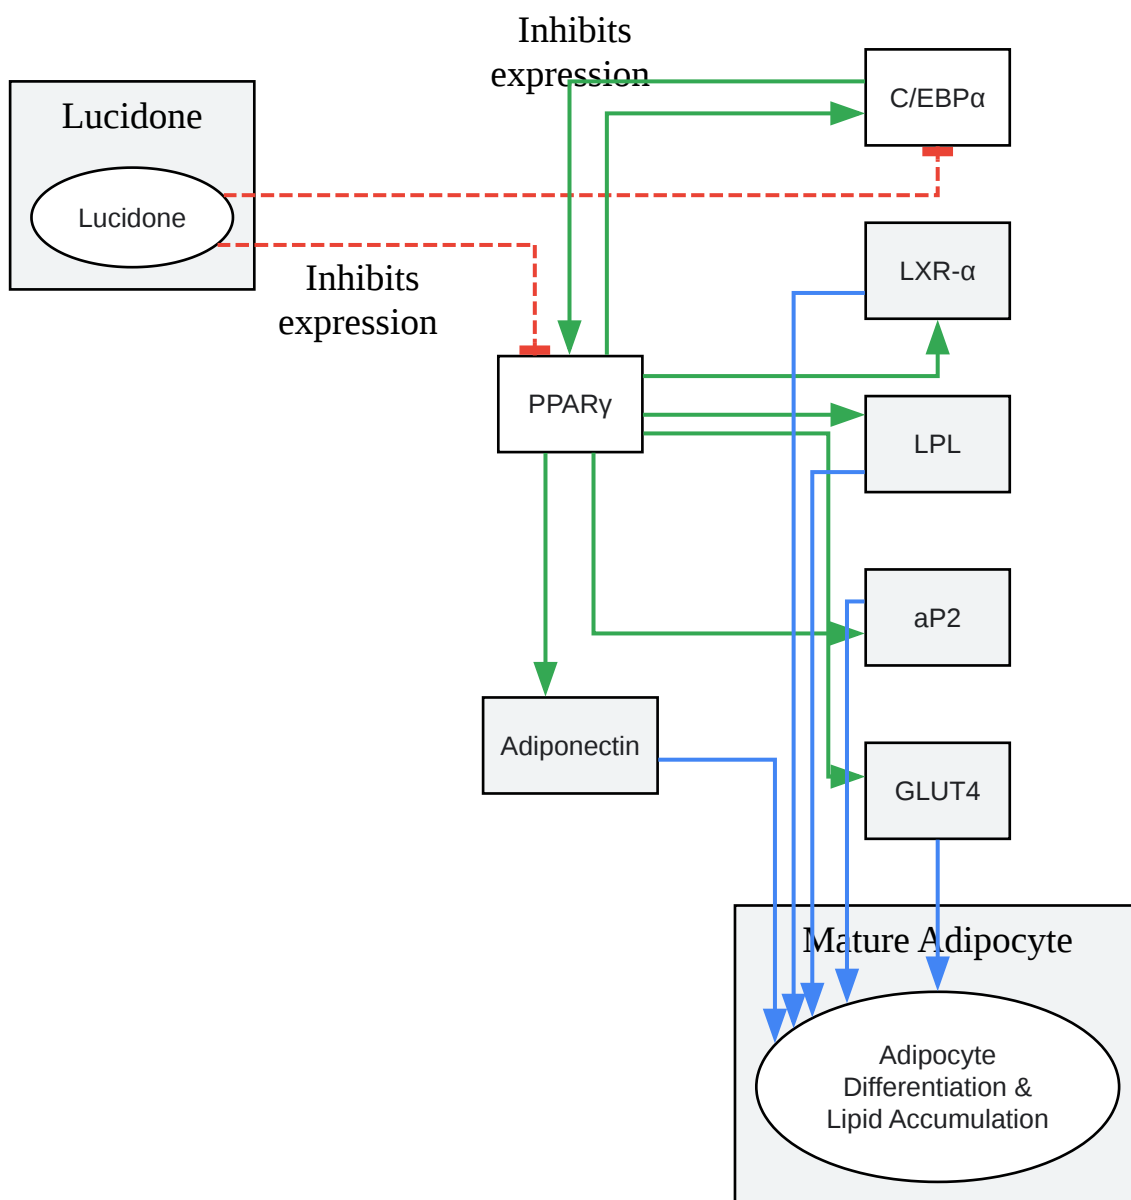 Inhibits
expression
C/EBPα
Lucidone
Lucidone
LXR-α
Inhibits
expression
PPARγ
LPL
aP2
Adiponectin
GLUT4
Mature Adipocyte
Adipocyte
Differentiation &
Lipid Accumulation